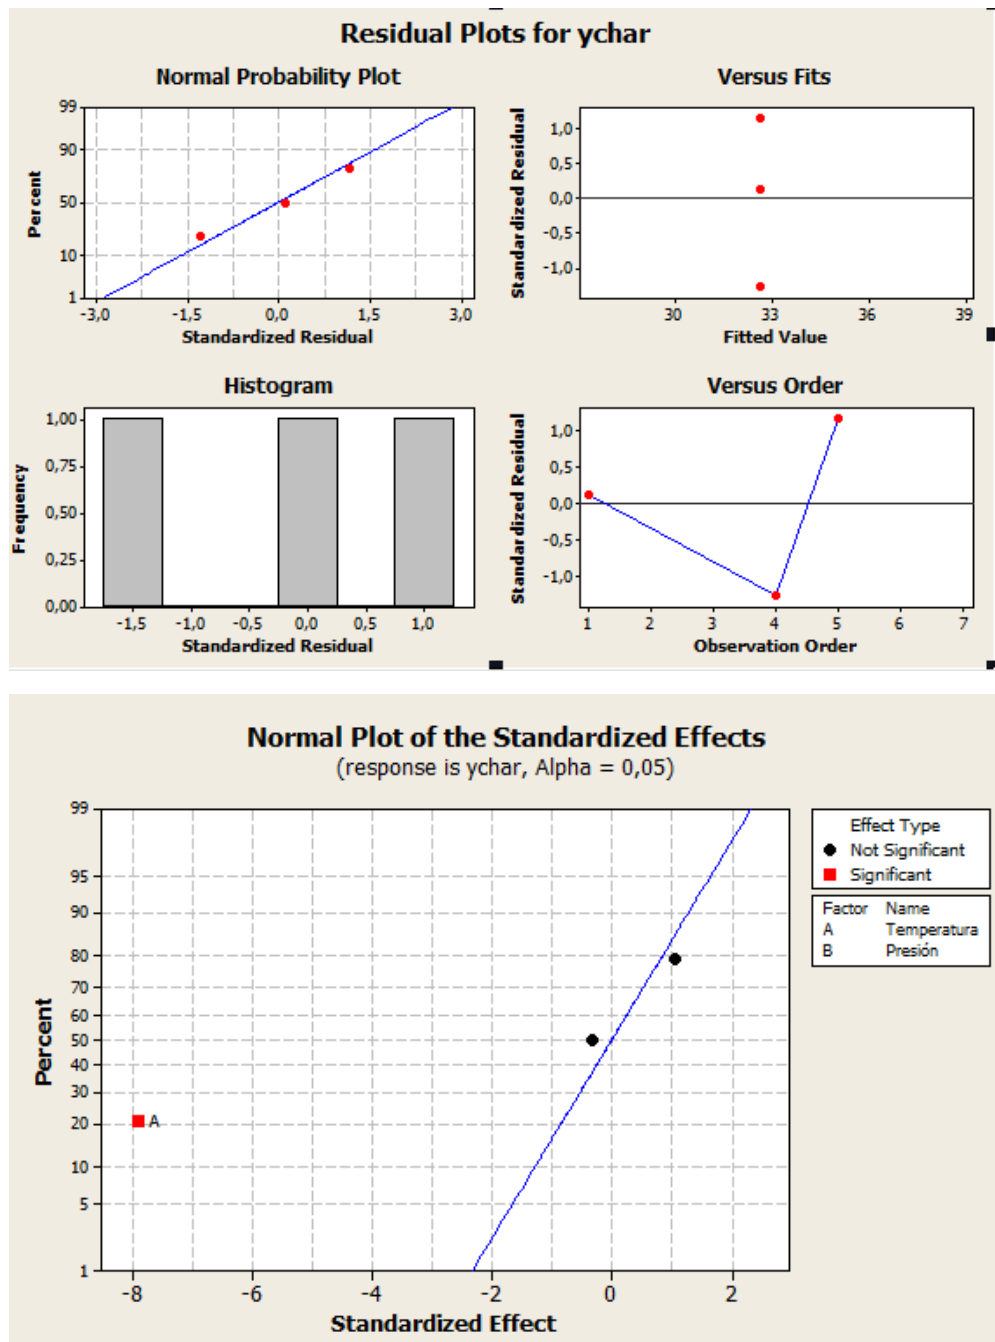 Residual Plots for ychar
Normal Probability Plot
99
90
50
10
1
Percent
-3,0 -1,5 0,0 1,5 3,0
Standardized Residual
Versus Fits
1,0
0,5
0,0
-0,5
-1,0
Standardized Residual
30 33 36 39
Fitted Value
Histogram
1,00
0,75
0,50
0,25
0,00
Frequency
-1,5 -1,0 -0,5 0,0 0,5 1,0
Standardized Residual
Versus Order
1,0
0,5
0,0
-0,5
-1,0
Standardized Residual
1 2 3 4 5 6 7
Observation Order
Normal Plot of the Standardized Effects
(response is ychar, Alpha = 0,05)
99
95
90
80
70
60
50
40
30
20
10
5
1
Percent
A
-8 -6 -4 -2 0 2
Standardized Effect
Effect Type
Not Significant
Significant
Factor Name
A Temperatura
B Presión